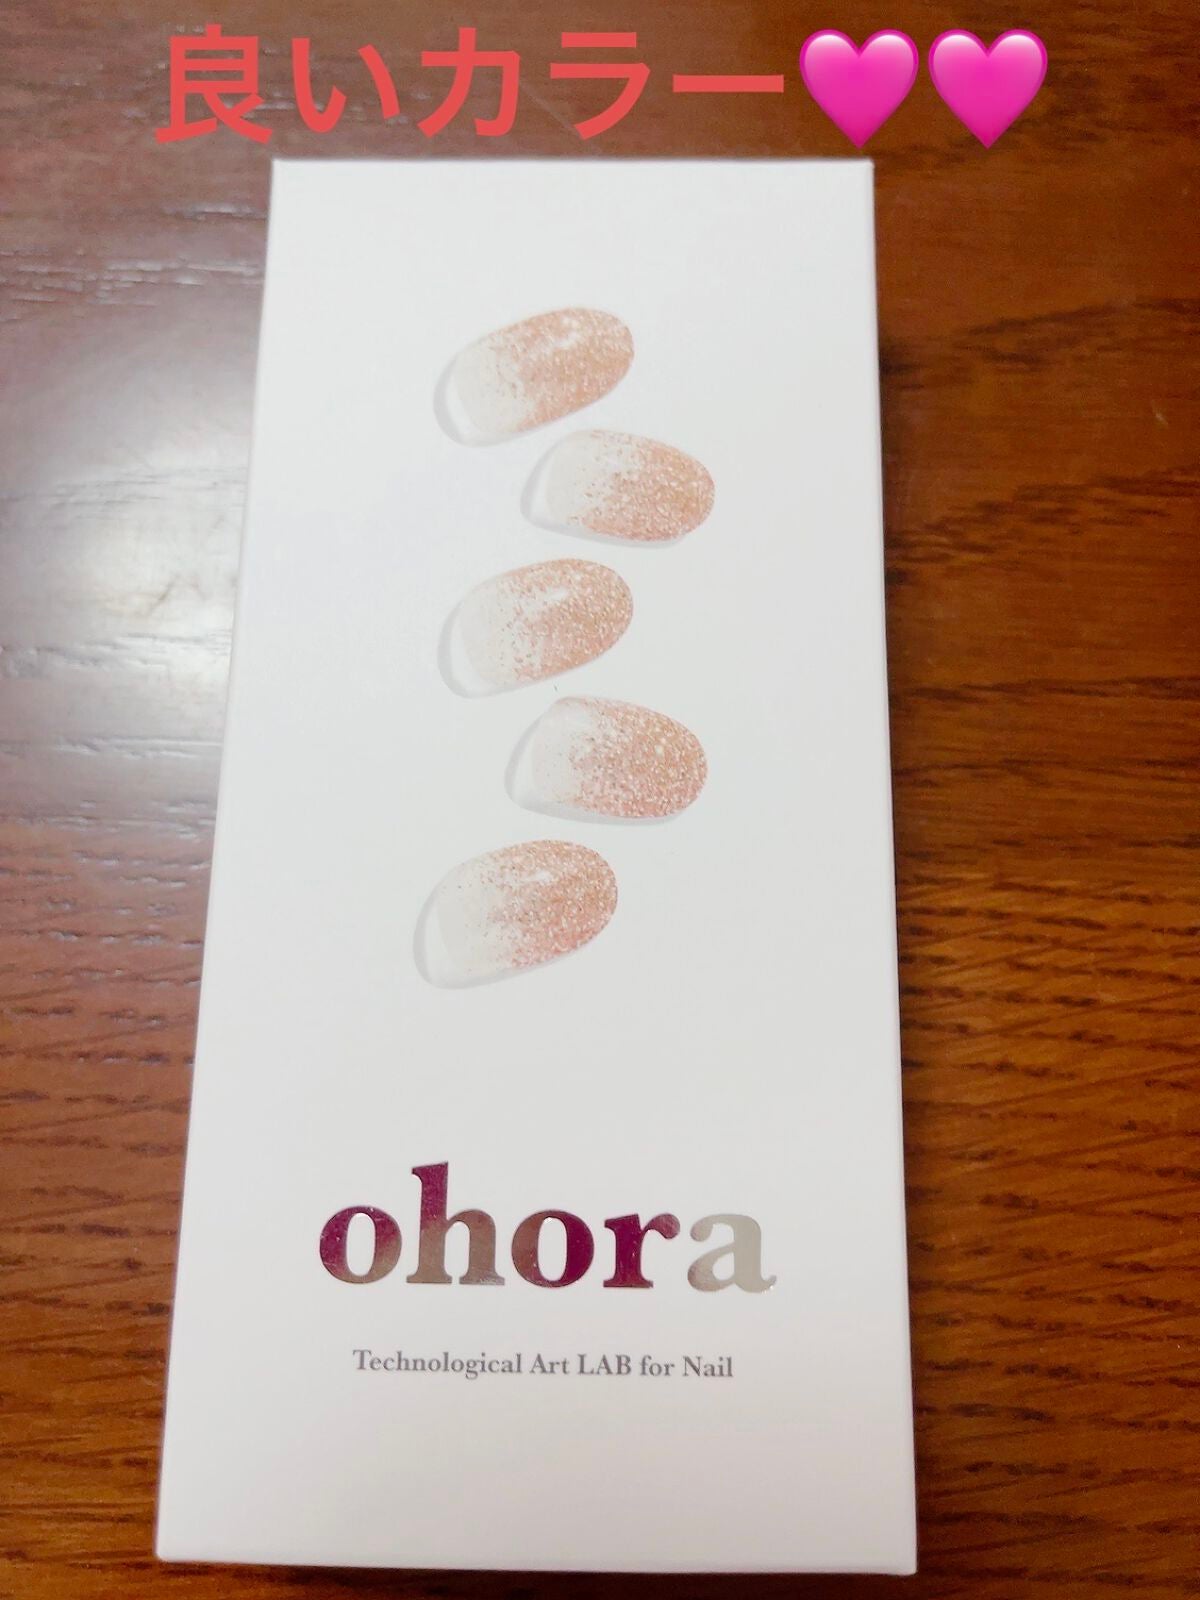 良いカラー🩷🩷
ohora
Technological Art LAB for Nail